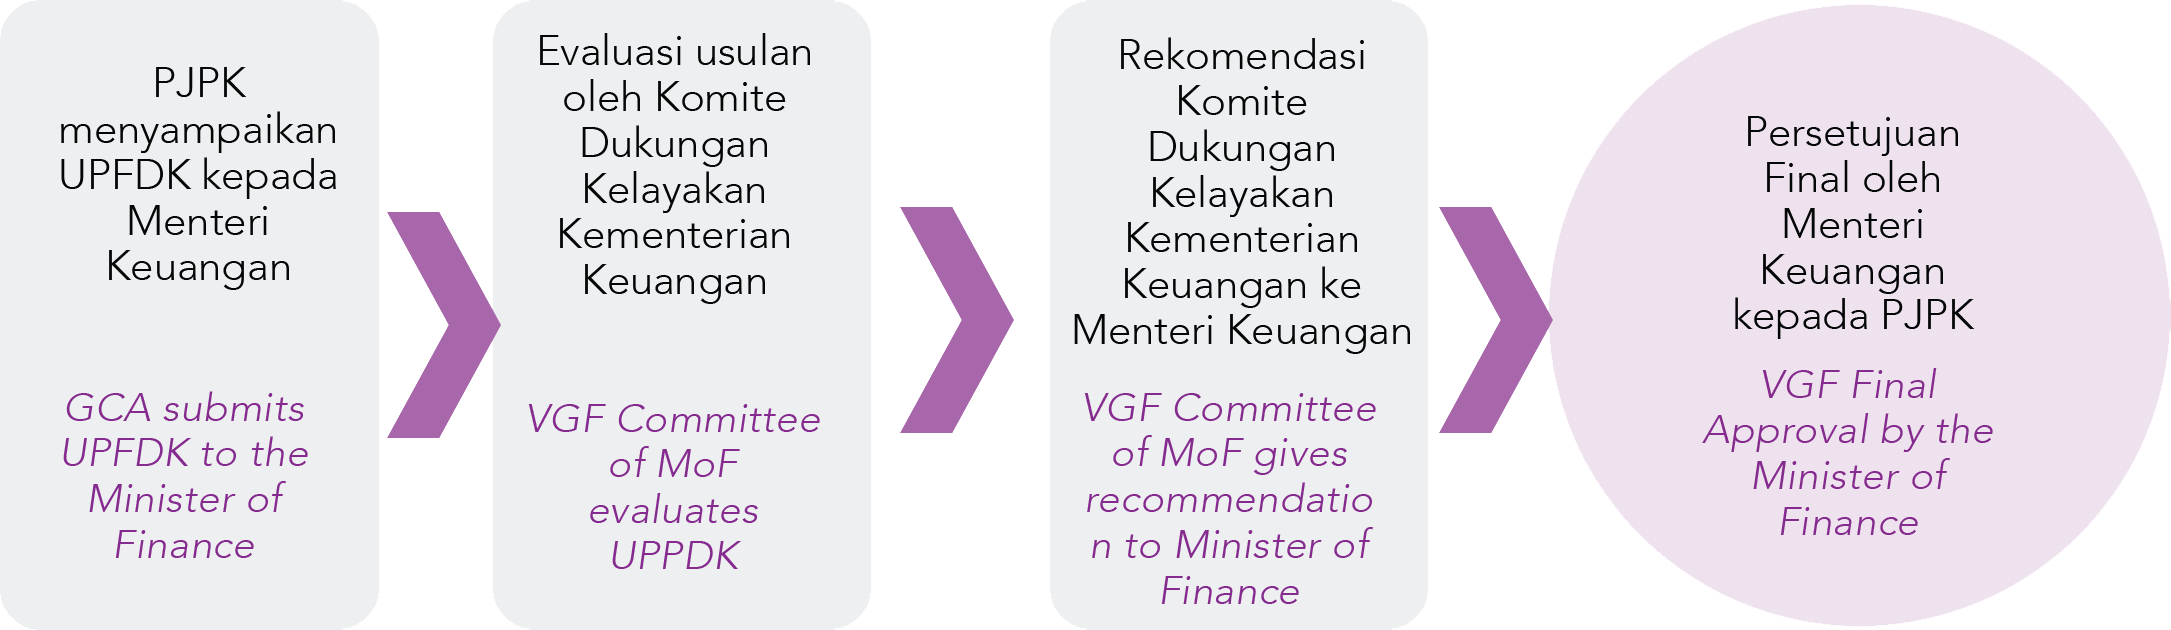 PJPK
menyampaikan
UPFDK kepada
Menteri
Keuangan
GCA submits
UPFDK to the
Minister of
Finance
Evaluasi usulan
oleh Komite
Dukungan
Kelayakan
Kementerian
Keuangan
VGF Committee
of MoF
evaluates
UPPDK
Rekomendasi
Komite
Dukungan
Kelayakan
Kementerian
Keuangan ke
Menteri Keuangan
VGF Committee
of MoF gives
recommendatio
n to Minister of
Finance
Persetujuan
Final oleh
Menteri
Keuangan
kepada PJPK
VGF Final
Approval by the
Minister of
Finance